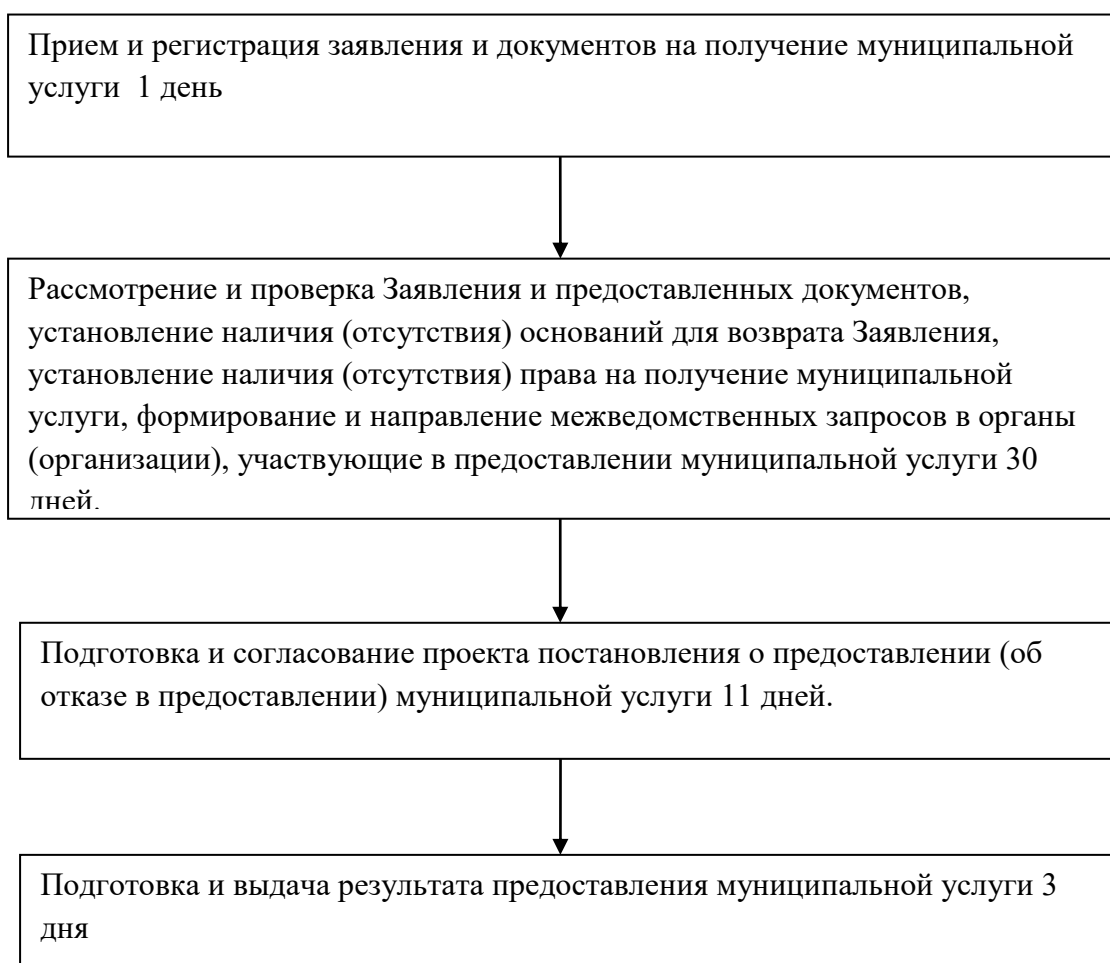 Прием и регистрация заявления и документов на получение муниципальной
услуги 1 день
Рассмотрение и проверка Заявления и предоставленных документов,
установление наличия (отсутствия) оснований для возврата Заявления,
установление наличия (отсутствия) права на получение муниципальной
услуги, формирование и направление межведомственных запросов в органы
(организации), участвующие в предоставлении муниципальной услуги 30
дней.
Подготовка и согласование проекта постановления о предоставлении (об
отказе в предоставлении) муниципальной услуги 11 дней.
Подготовка и выдача результата предоставления муниципальной услуги 3
дня